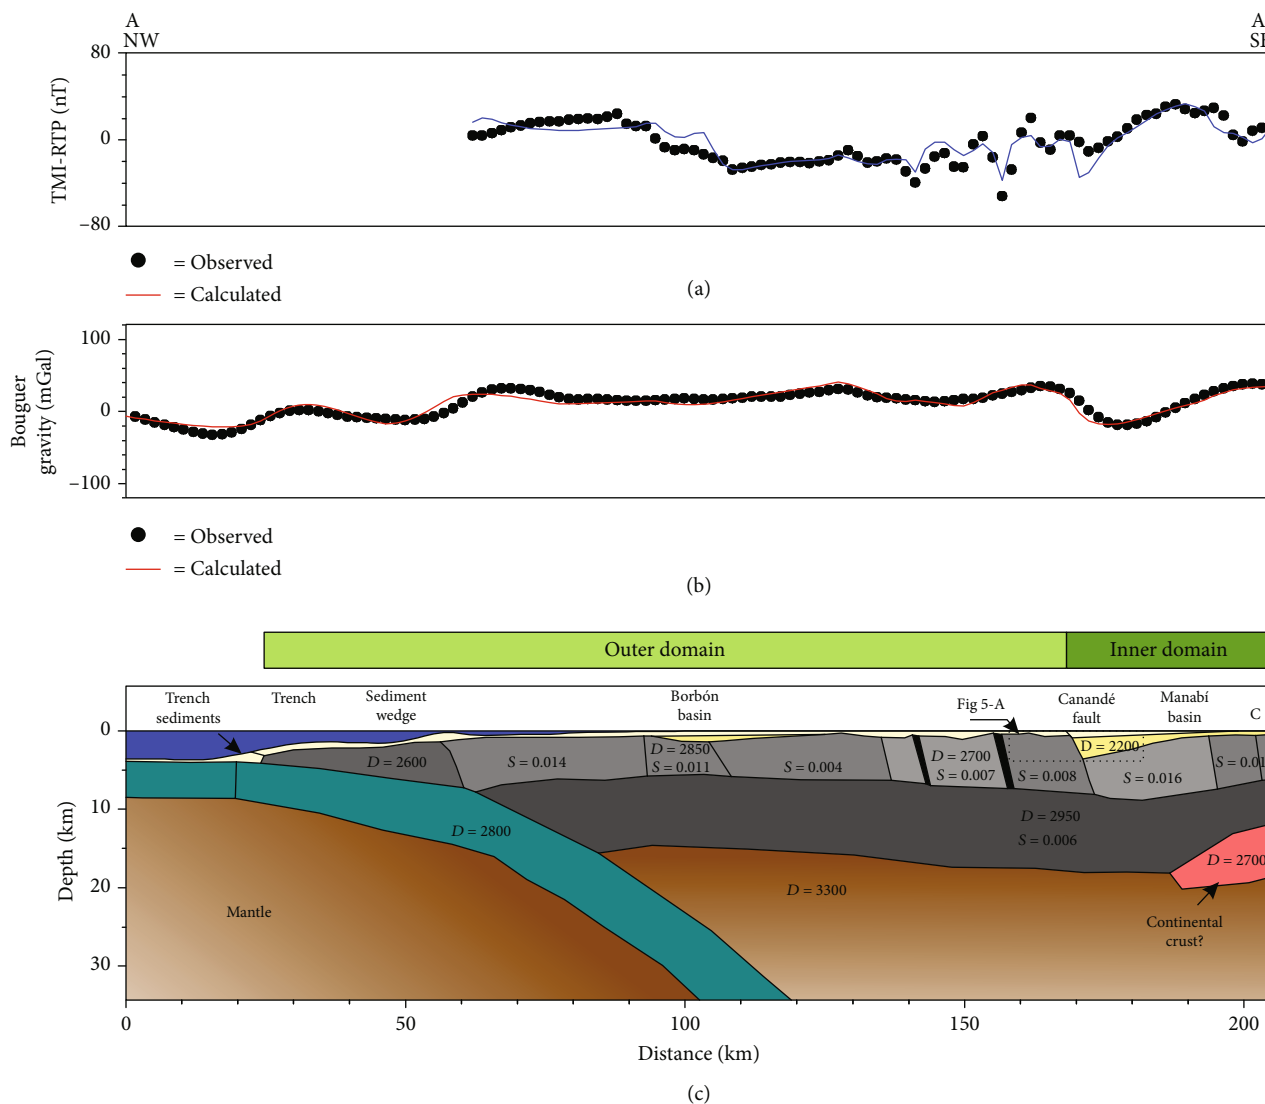 A
NW
A
SE
80
0
−80
TMI-RTP (nT)
= Observed
= Calculated
(a)
100
0
−100
Bouguer
gravity (mGal)
= Observed
= Calculated
(b)
Outer domain
Inner domain
Trench
sediments
Trench
Sediment
wedge
Borbón
basin
Fig 5-A
Canandé
fault
Manabí
basin
C
0
10
20
30
Depth (km)
D = 2600
S = 0.014
D = 2850
S = 0.011
S = 0.004
D = 2700
S = 0.007
S = 0.008
D = 2200
S = 0.016
S = 0.01
D = 2800
D = 2950
S = 0.006
D = 2700
D = 3300
Mantle
Continental
crust?
0
50
100
150
200
Distance (km)
(c)